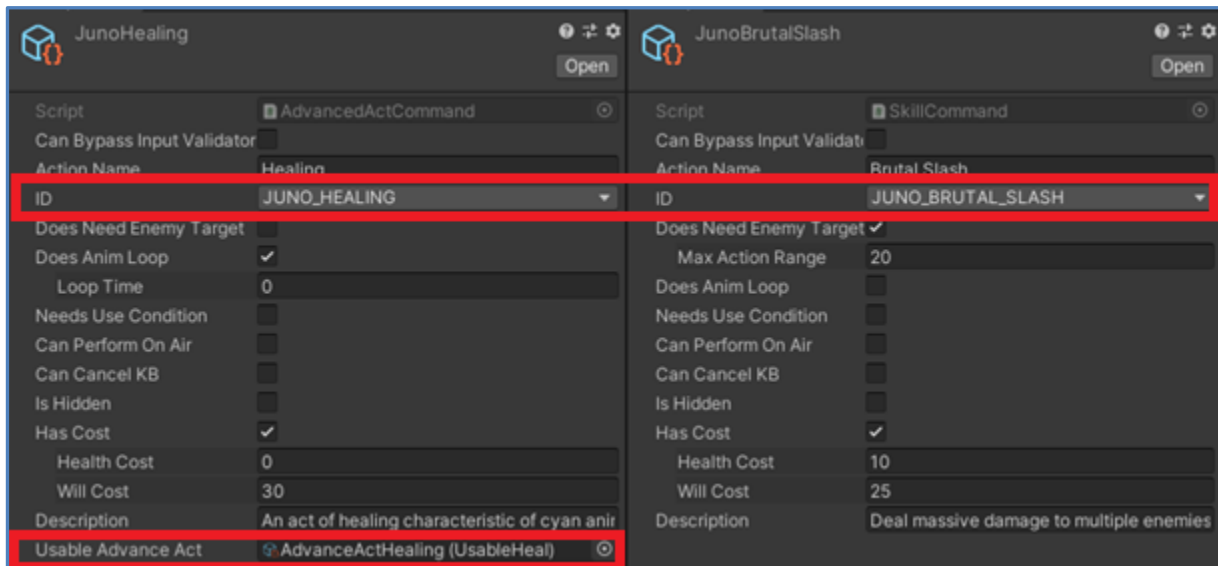 JunoHealing
Open
Script AdvancedActCommand
Can Bypass Input Validator
Action Name Healing
ID JUNO_HEALING
Does Need Enemy Target
Does Anim Loop
Loop Time 0
Needs Use Condition
Can Perform On Air
Can Cancel KB
Is Hidden
Has Cost
Health Cost 0
Will Cost 30
Description An act of healing characteristic of cyan anir
Usable Advance Act AdvanceActHealing (UsableHeal)
JunoBrutalSlash
Open
Script SkillCommand
Can Bypass Input Validat
Action Name Brutal Slash
ID JUNO_BRUTAL_SLASH
Does Need Enemy Target
Max Action Range 20
Does Anim Loop
Needs Use Condition
Can Perform On Air
Can Cancel KB
Is Hidden
Has Cost
Health Cost 10
Will Cost 25
Description Deal massive damage to multiple enemies